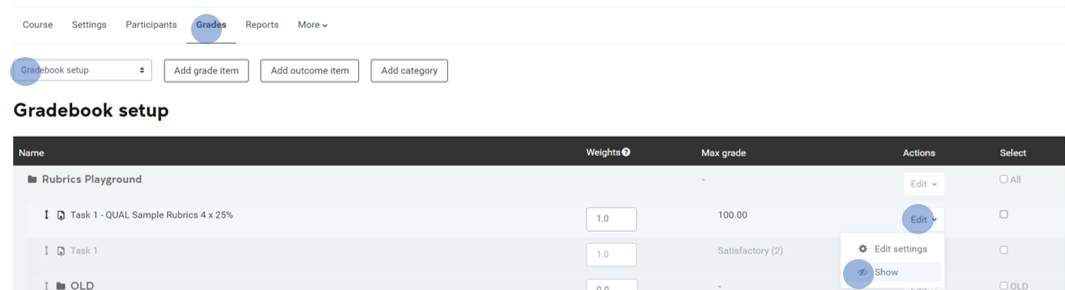 Course Settings Participants Grades Reports More
Gradebook setup Add grade item Add outcome item Add category
Gradebook setup
Name Weights Max grade Actions Select
Rubrics Playground - Edit All
Task 1 - QUAL Sample Rubrics 4 x 25% 1.0 100.00 Edit
Task 1 1.0 Satisfactory (2) Edit settings
Show
OLD 0.0 - OLD